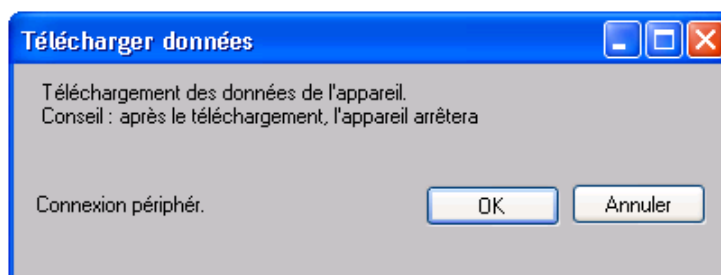 Télécharger données
Téléchargement des données de l'appareil.
Conseil : après le téléchargement, l'appareil arrêtera
Connexion périphér.
OK
Annuler